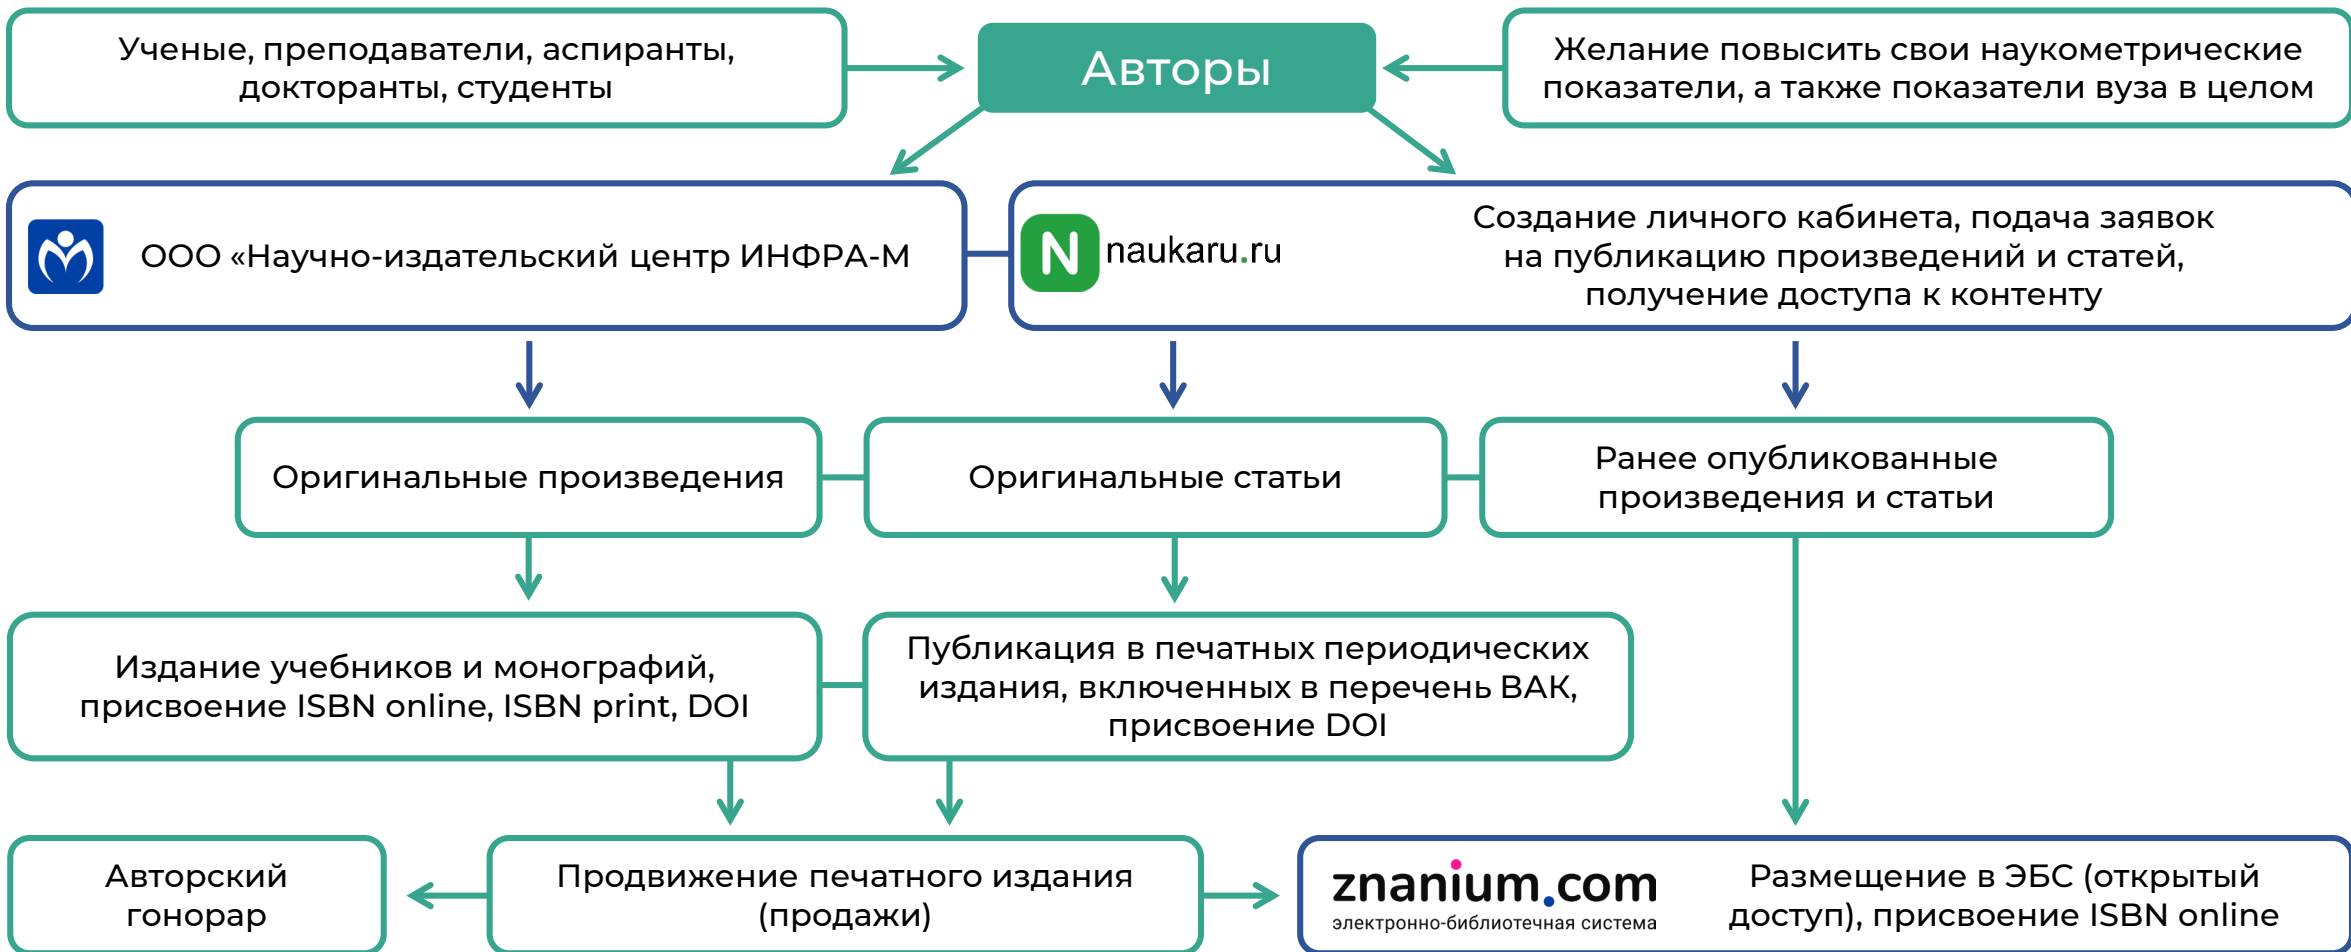 Ученые, преподаватели, аспиранты,
докторанты, студенты
Авторы
Желание повысить свои наукометрические
показатели, а также показатели вуза в целом
ООО «Научно-издательский центр ИНФРА-М
N naukaru.ru
Создание личного кабинета, подача заявок
на публикацию произведений и статей,
получение доступа к контенту
Оригинальные произведения
Оригинальные статьи
Ранее опубликованные
произведения и статьи
Издание учебников и монографий,
присвоение ISBN online, ISBN print, DOI
Публикация в печатных периодических
издания, включенных в перечень ВАК,
присвоение DOI
Авторский
гонорар
Продвижение печатного издания
(продажи)
znanium.com
электронно-библиотечная система
Размещение в ЭБС (открытый
доступ), присвоение ISBN online